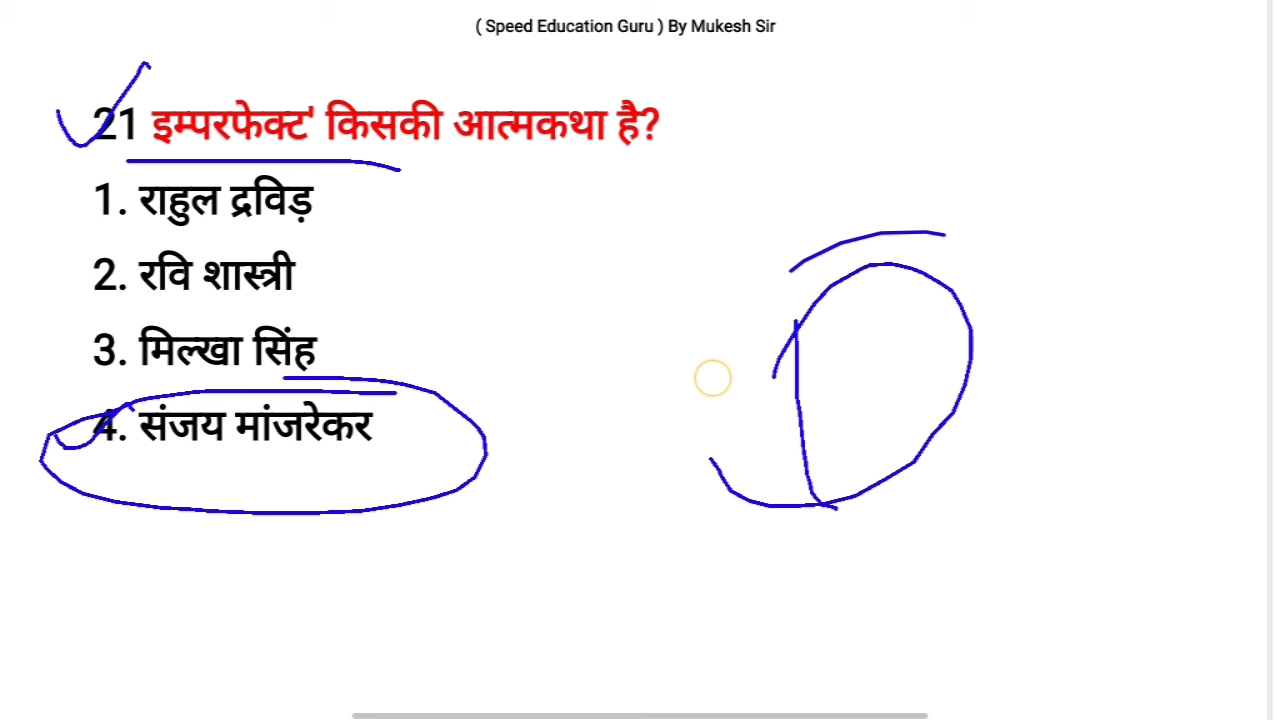 ( Speed Education Guru ) By Mukesh Sir
21 इम्परफेक्ट' किसकी आत्मकथा है?
1. राहुल द्रविड़
2. रवि शास्त्री
3. मिल्खा सिंह
4. संजय मांजरेकर